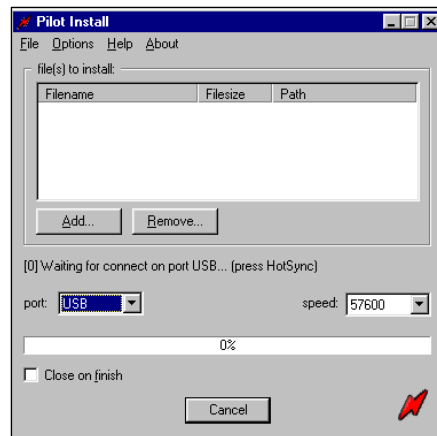 Pilot Install
File Options Help About
file(s) to install:
Filename Filesize Path
Add... Remove...
[0] Waiting for connect on port USB... (press HotSync)
port: USB speed: 57600
0%
Close on finish
Cancel